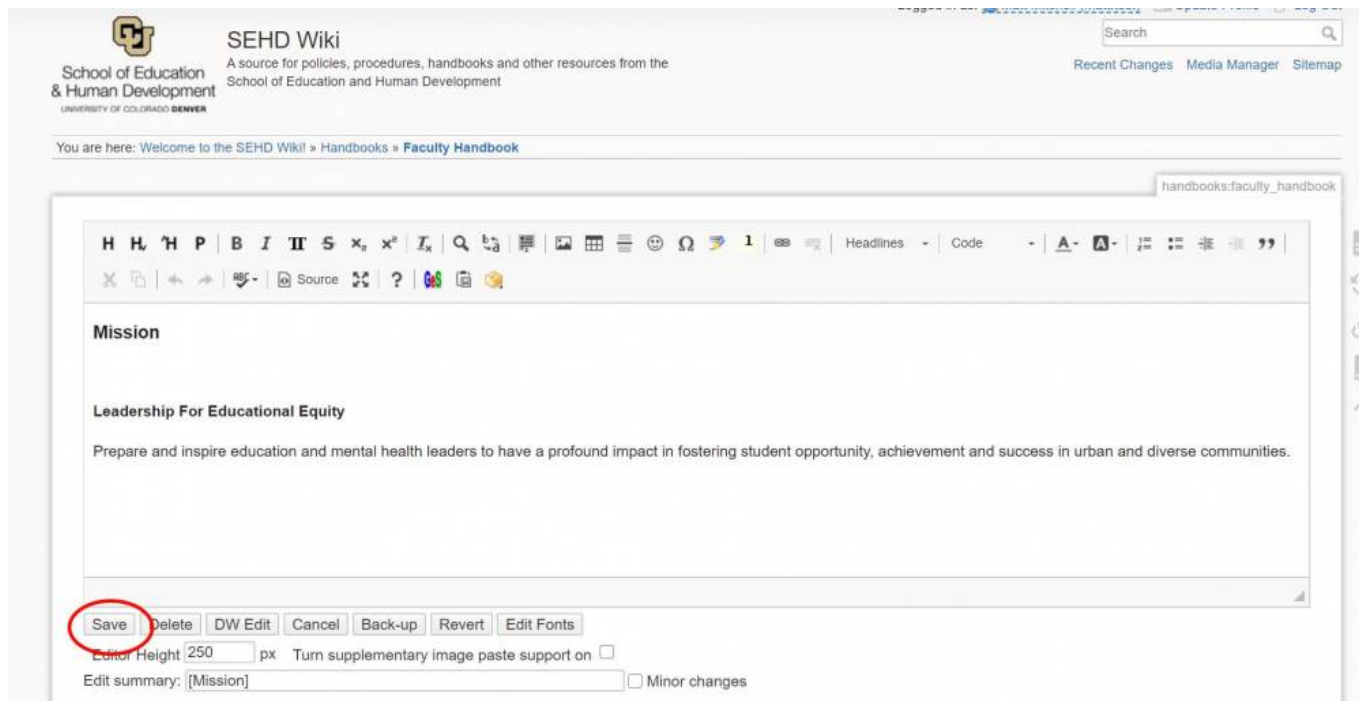 SEHD Wiki
Search
School of Education
& Human Development
UNIVERSITY OF COLORADO DENVER
A source for policies, procedures, handbooks and other resources from the
School of Education and Human Development
Recent Changes Media Manager Sitemap
You are here: Welcome to the SEHD Wiki! » Handbooks » Faculty Handbook
handbooks:faculty_handbook
Headlines Code
Source
Mission
Leadership For Educational Equity
Prepare and inspire education and mental health leaders to have a profound impact in fostering student opportunity, achievement and success in urban and diverse communities.
Save Delete DW Edit Cancel Back-up Revert Edit Fonts
Editor Height 250 px Turn supplementary image paste support on
Edit summary: [Mission] Minor changes